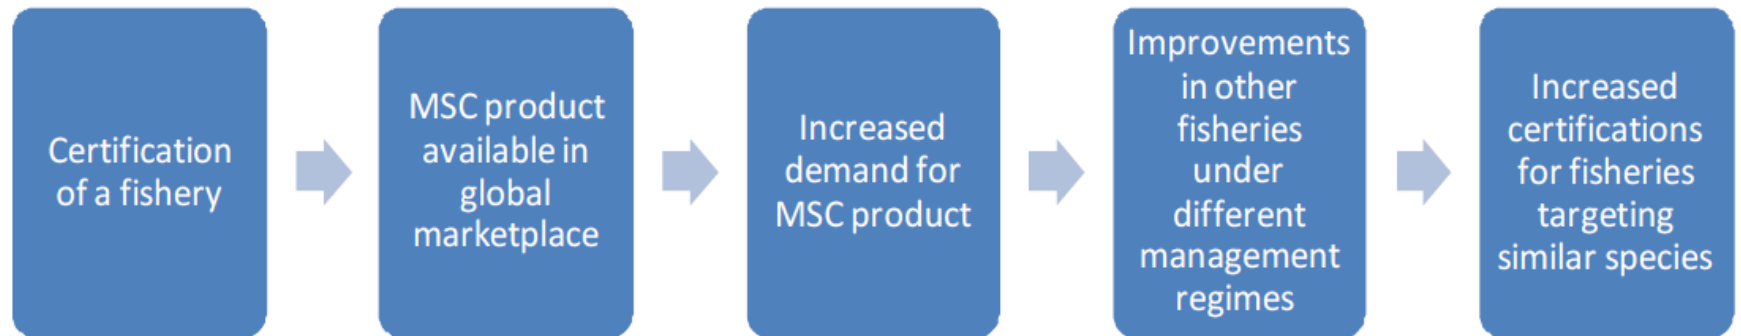 Certification
of a fishery
MSC product
available in
global
marketplace
Increased
demand for
MSC product
Improvements
in other
fisheries
under
different
management
regimes
Increased
certifications
for fisheries
targeting
similar species